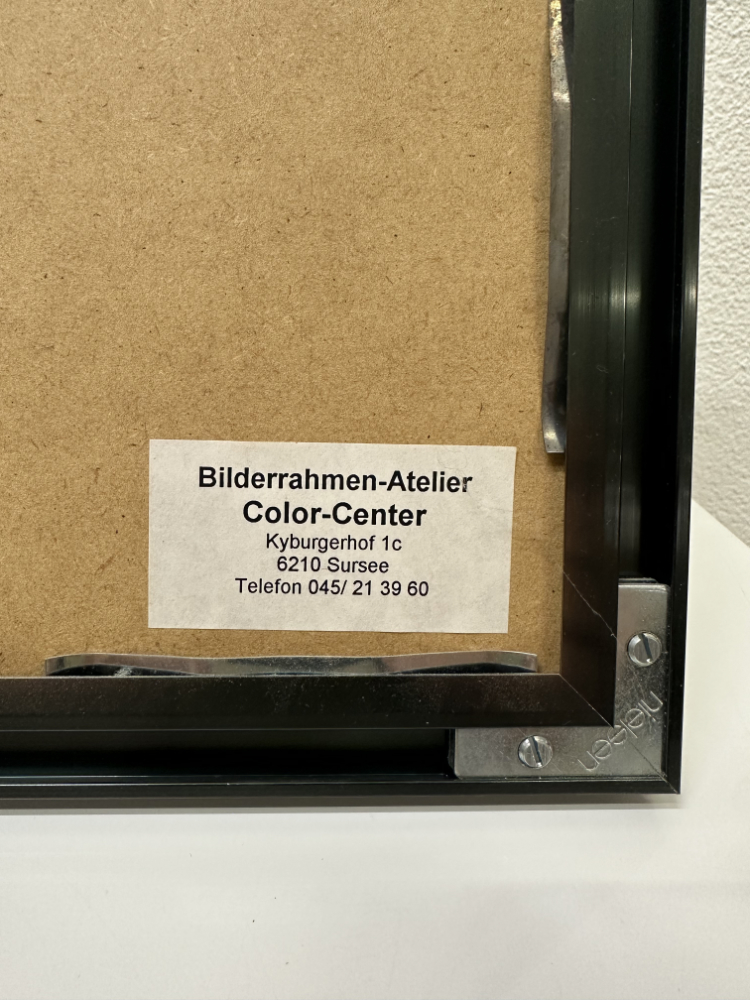 Bilderrahmen-Atelier
Color-Center
Kyburgerhof 1c
6210 Sursee
Telefon 045/ 21 39 60
nielsen